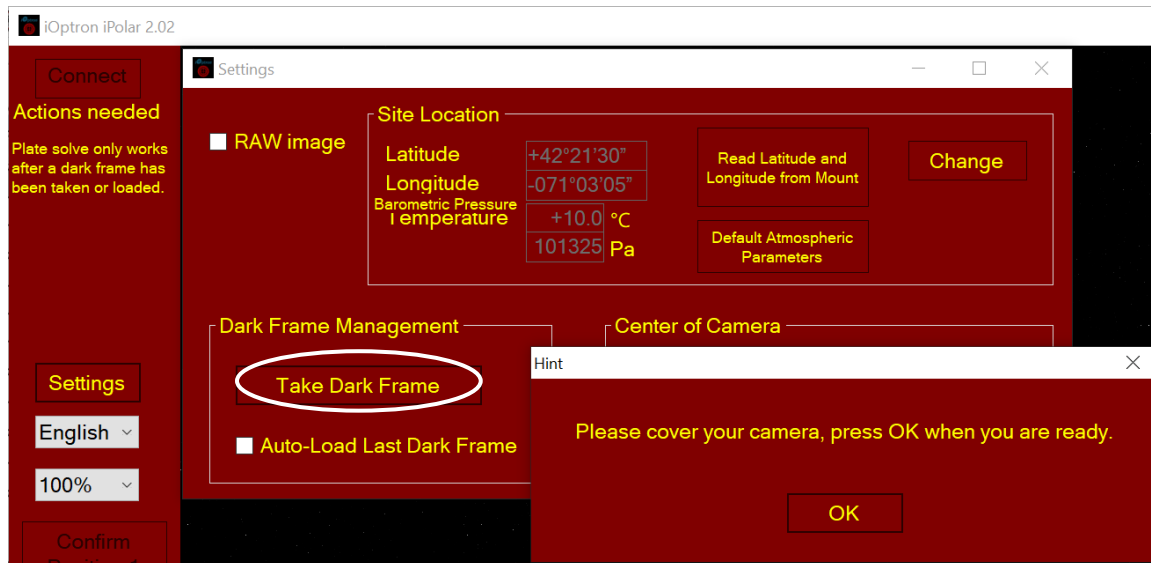 iOptron iPolar 2.02
Connect
Actions needed
Plate solve only works
after a dark frame has
been taken or loaded.
Settings
English
100%
Confirm
Settings
RAW image
Site Location
Latitude
+42°21'30"
Longitude
-071°03'05"
Barometric Pressure
Temperature
+10.0 °C
101325 Pa
Read Latitude and
Longitude from Mount
Default Atmospheric
Parameters
Change
Dark Frame Management
Take Dark Frame
Auto-Load Last Dark Frame
Center of Camera
Hint
Please cover your camera, press OK when you are ready.
OK